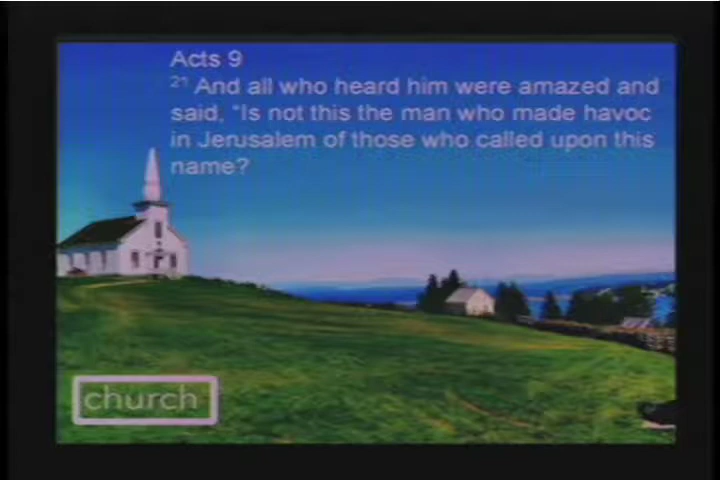 Acts 9
21 And all who heard him were amazed and
said, “Is not this the man who made havoc
in Jerusalem of those who called upon this
name?
church